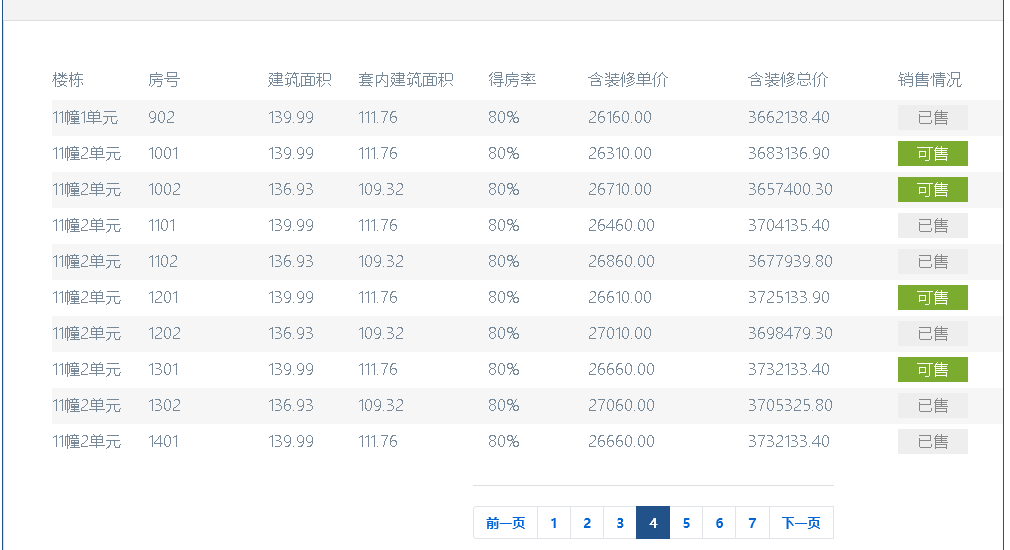 楼栋 房号 建筑面积 套内建筑面积 得房率 含装修单价 含装修总价 销售情况
11幢1单元 902 139.99 111.76 80% 26160.00 3662138.40 已售
11幢2单元 1001 139.99 111.76 80% 26310.00 3683136.90 可售
11幢2单元 1002 136.93 109.32 80% 26710.00 3657400.30 可售
11幢2单元 1101 139.99 111.76 80% 26460.00 3704135.40 已售
11幢2单元 1102 136.93 109.32 80% 26860.00 3677939.80 已售
11幢2单元 1201 139.99 111.76 80% 26610.00 3725133.90 可售
11幢2单元 1202 136.93 109.32 80% 27010.00 3698479.30 已售
11幢2单元 1301 139.99 111.76 80% 26660.00 3732133.40 可售
11幢2单元 1302 136.93 109.32 80% 27060.00 3705325.80 已售
11幢2单元 1401 139.99 111.76 80% 26660.00 3732133.40 已售
前一页 1 2 3 4 5 6 7 下一页